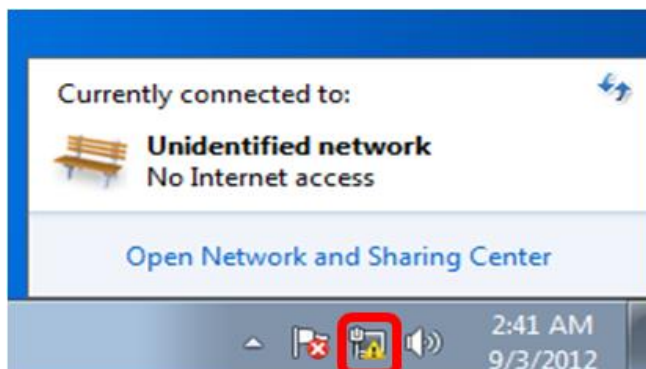 Currently connected to:
Unidentified network
No Internet access
Open Network and Sharing Center
2:41 AM
9/3/2012